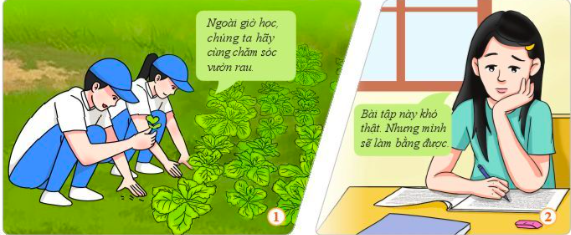 Ngoài giờ học,
chúng ta hãy
cùng chăm sóc
vườn rau.
1
Bài tập này khó
thật. Nhưng mình
sẽ làm bằng được.
2